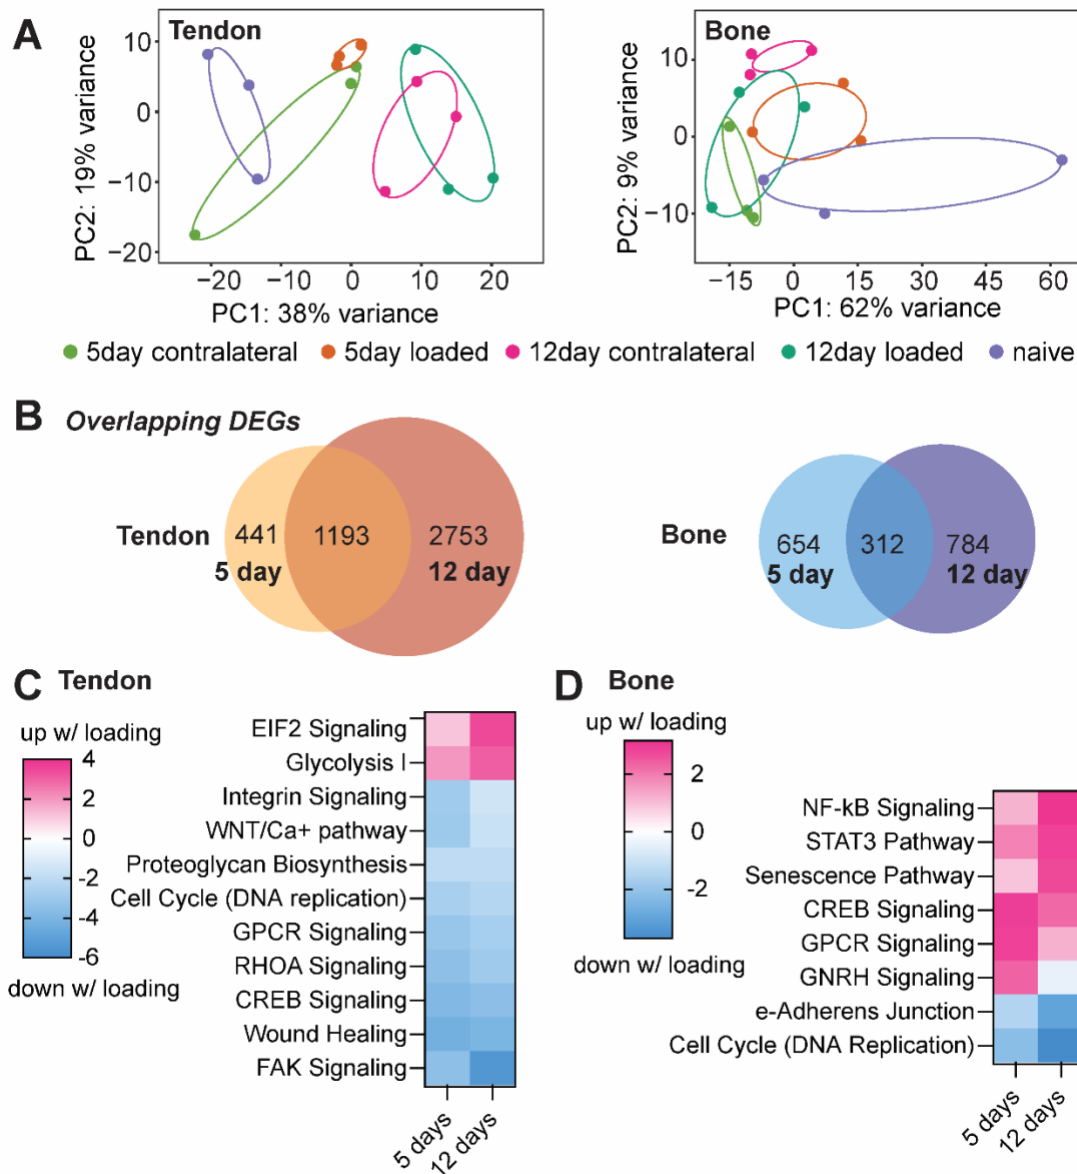 A
Tendon
PC2: 19% variance
10
0
−10
−20
−20 −10 0 10 20
PC1: 38% variance
Bone
PC2: 9% variance
10
0
−10
−15 0 15 30 45 60
PC1: 62% variance
5day contralateral 5day loaded 12day contralateral 12day loaded naive
B Overlapping DEGs
Tendon
441 1193 2753
5 day 12 day
Bone
654 312 784
5 day 12 day
C Tendon
up w/ loading
4
2
0
-2
-4
-6
down w/ loading
EIF2 Signaling
Glycolysis I
Integrin Signaling
WNT/Ca+ pathway
Proteoglycan Biosynthesis
Cell Cycle (DNA replication)
GPCR Signaling
RHOA Signaling
CREB Signaling
Wound Healing
FAK Signaling
5 days 12 days
D Bone
up w/ loading
2
0
-2
down w/ loading
NF-kB Signaling
STAT3 Pathway
Senescence Pathway
CREB Signaling
GPCR Signaling
GNRH Signaling
e-Adherens Junction
Cell Cycle (DNA Replication)
5 days 12 days